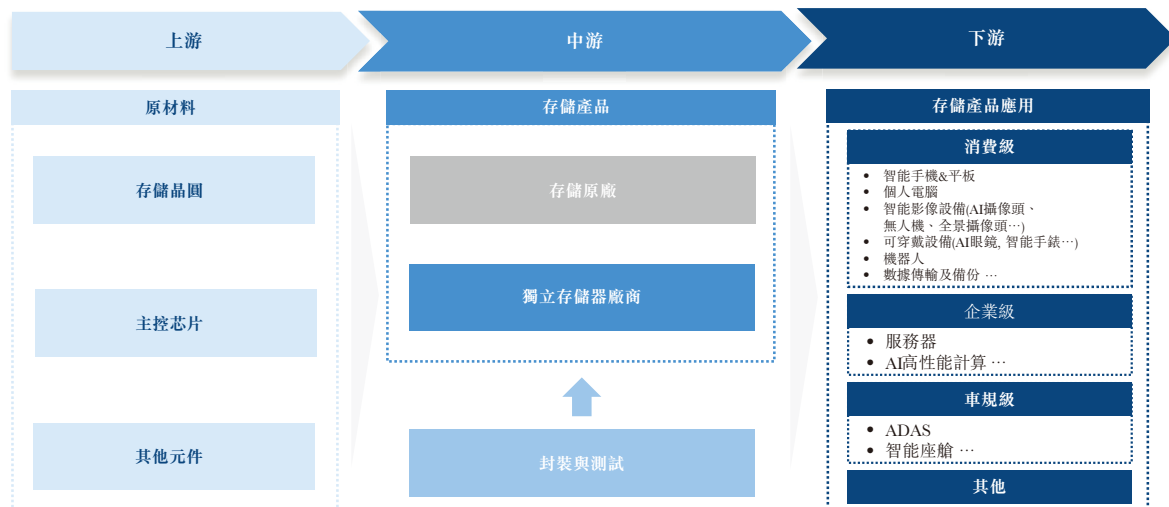 上游
中游
下游
原材料
存儲晶圓
主控芯片
其他元件
存儲產品
存儲原廠
獨立存儲器廠商
封裝與測試
存儲產品應用
消費級
• 智能手機&平板
• 個人電腦
• 智能影像設備(AI攝像頭、
無人機、全景攝像頭…)
• 可穿戴設備(AI眼鏡, 智能手錶…)
• 機器人
• 數據傳輸及備份 …
企業級
• 服務器
• AI高性能計算 …
車規級
• ADAS
• 智能座艙 …
其他